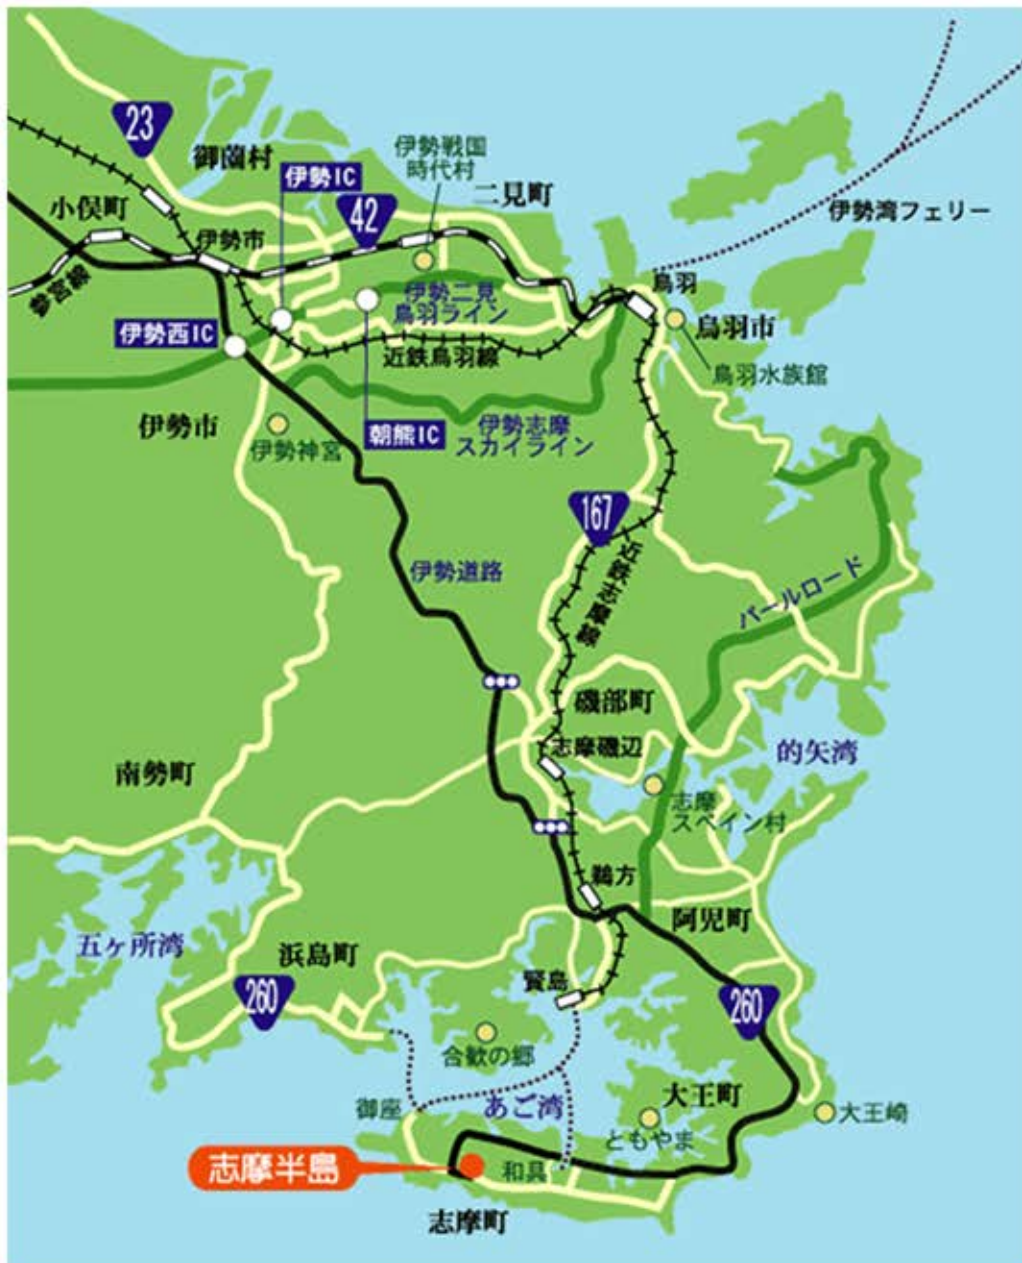 23
御薗村
伊勢IC
伊勢戦国
時代村
42
二見町
伊勢湾フェリー
小俣町
伊勢市
参宮線
伊勢二見
鳥羽ライン
鳥羽
鳥羽市
伊勢西IC
近鉄鳥羽線
鳥羽水族館
伊勢市
伊勢神宮
朝熊IC
伊勢志摩
スカイライン
167
近鉄志摩線
伊勢道路
パールロード
磯部町
志摩磯辺
的矢湾
南勢町
志摩
スペイン村
鵜方
阿児町
五ヶ所湾
浜島町
賢島
260
260
合歓の郷
御座
あご湾
大王町
ともやま
大王崎
志摩半島
和具
志摩町